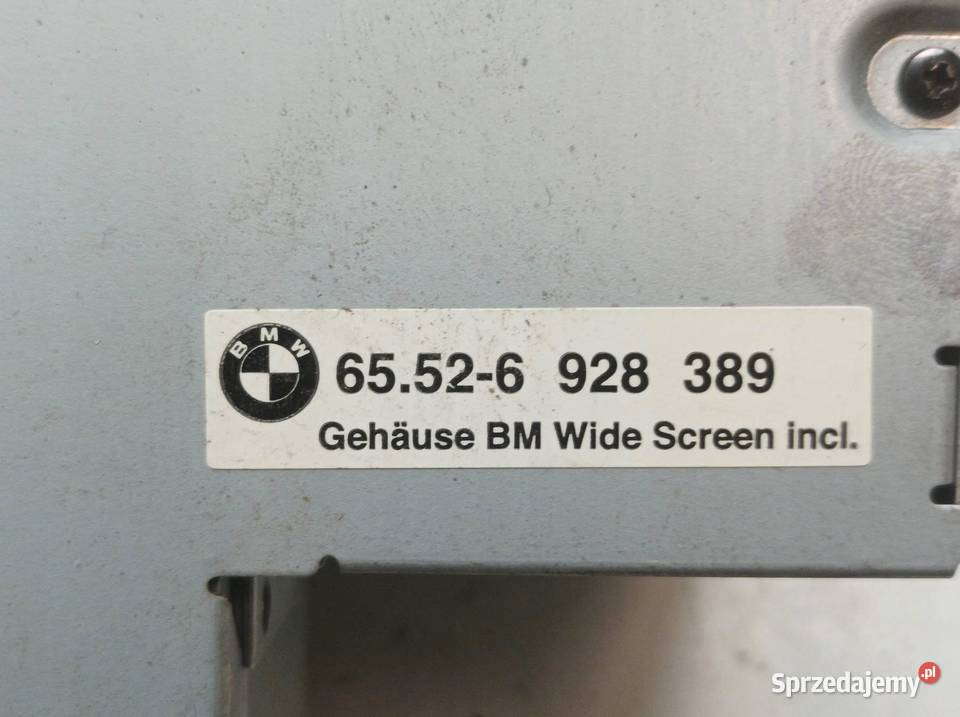 BMW
65.52-6 928 389
Gehäuse BM Wide Screen incl.
Sprzedajemy.pl